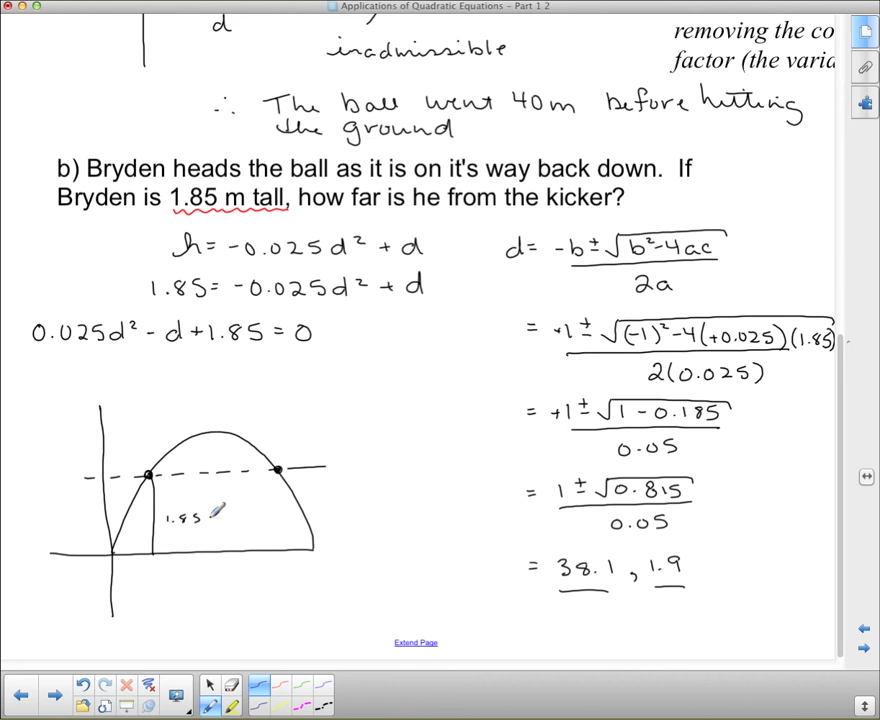 Applications of Quadratic Equations - Part 1 2
d
inadmissible
removing the co
factor (the varia
∴ The ball went 40m before hitting
the ground
b) Bryden heads the ball as it is on it's way back down. If
Bryden is 1.85 m tall, how far is he from the kicker?
h = -0.025d² + d
1.85 = -0.025d² + d
0.025d² - d + 1.85 = 0
1.85
d = -b ± √b²-4ac
2a
= +1 ± √(-1)²-4(+0.025)(1.85)
2(0.025)
= +1 ± √1 - 0.185
0.05
= 1 ± √0.815
0.05
= 38.1 , 1.9
Extend Page